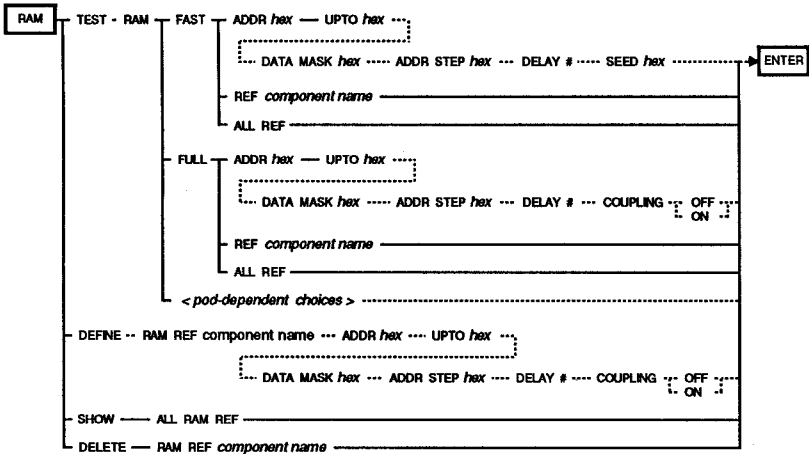 RAM TEST - RAM FAST ADDR hex UPTO hex
DATA MASK hex ADDR STEP hex DELAY # SEED hex ENTER
REF component name
ALL REF
FULL ADDR hex UPTO hex
DATA MASK hex ADDR STEP hex DELAY # COUPLING OFF
ON
REF component name
ALL REF
< pod-dependent choices >
DEFINE RAM REF component name ADDR hex UPTO hex
DATA MASK hex ADDR STEP hex DELAY # COUPLING OFF
ON
SHOW ALL RAM REF
DELETE RAM REF component name